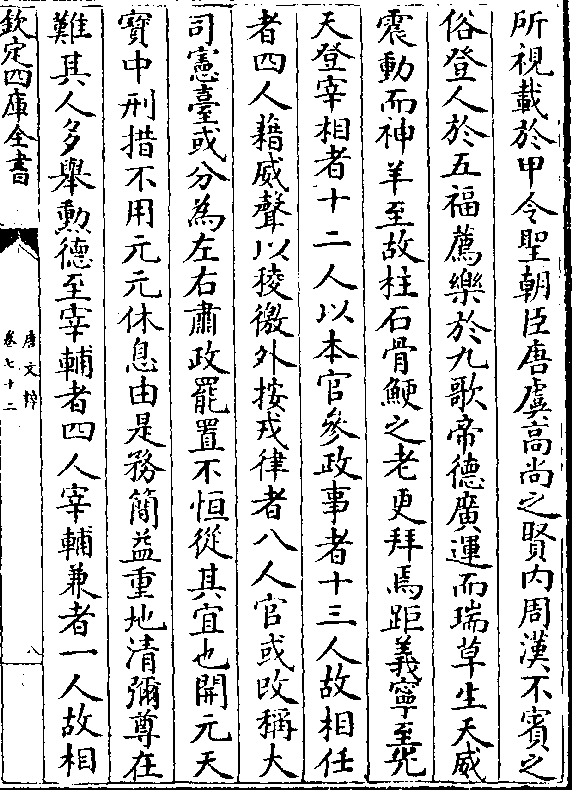 所視載於甲令聖朝臣唐虞高尚之賢内周漢不賓之
俗登人於五福薦樂於九歌帝德廣運而瑞草生天威
震動而神羊至故柱石骨鯁之老更拜焉距義寧至先
天登宰相者十二人以本官參政事者十三人故相任
者四人藉威聲以稜徼外按戎律者八人官或改稱大
司憲臺或分為左右肅政罷置不恒從其宜也開元天
寳中刑措不用元元休息由是務簡益重地清彌尊在
難其人多舉勲德至宰輔者四人宰輔兼者一人故相
欽定四庫全書
唐文粹
卷七十二
八